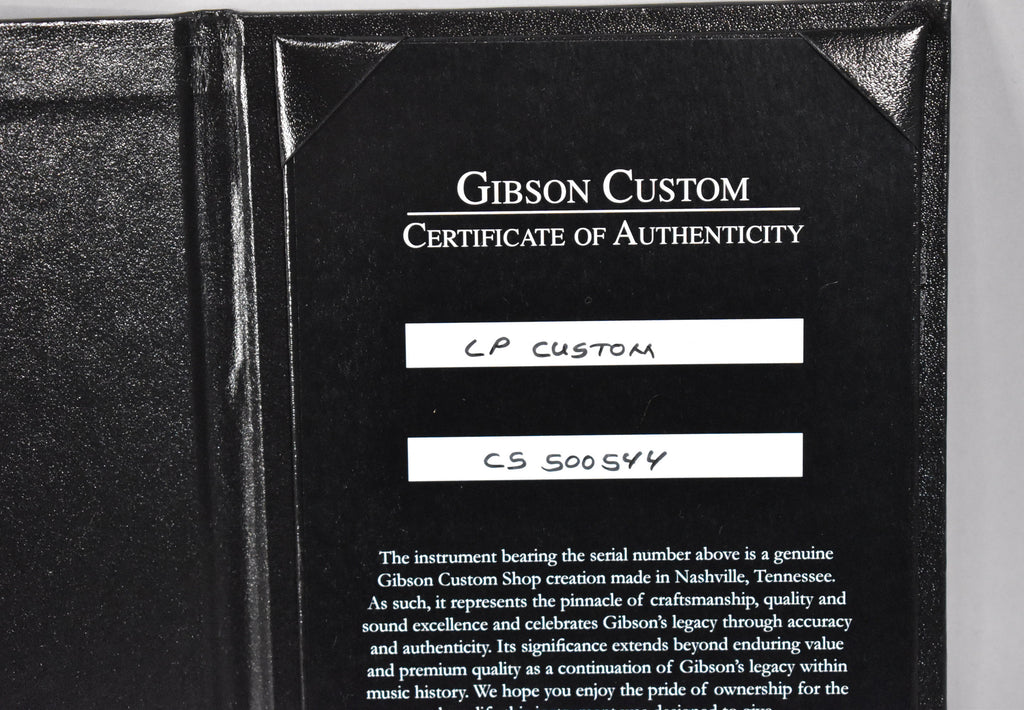 GIBSON CUSTOM
CERTIFICATE OF AUTHENTICITY
LP CUSTOM
CS 500544
The instrument bearing the serial number above is a genuine
Gibson Custom Shop creation made in Nashville, Tennessee.
As such, it represents the pinnacle of craftsmanship, quality and
sound excellence and celebrates Gibson's legacy through accuracy
and authenticity. Its significance extends beyond enduring value
and premium quality as a continuation of Gibson's legacy within
music history. We hope you enjoy the pride of ownership for the